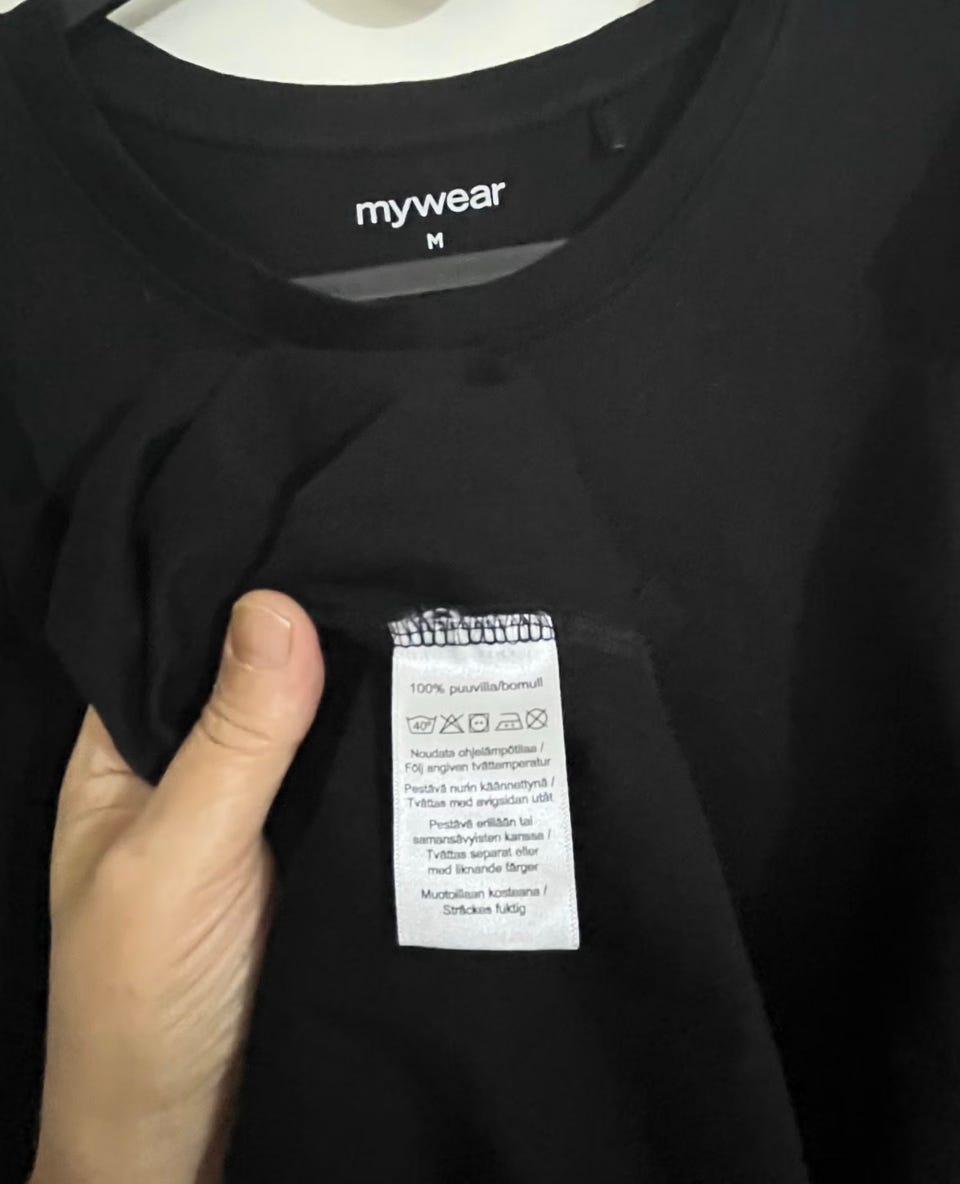 mywear
M
100% puuvilla/bomull
40°
Noudata ohjelämpötilaa /
Följ angiven tvättemperatur
Pestävä nurin käännettynä /
Tvättas med avigsidan utåt
Pestävä erillään tai
samansävyisten kanssa /
Tvättas separat eller
med liknande färger
Muotoillaan kosteana /
Sträckes fuktig